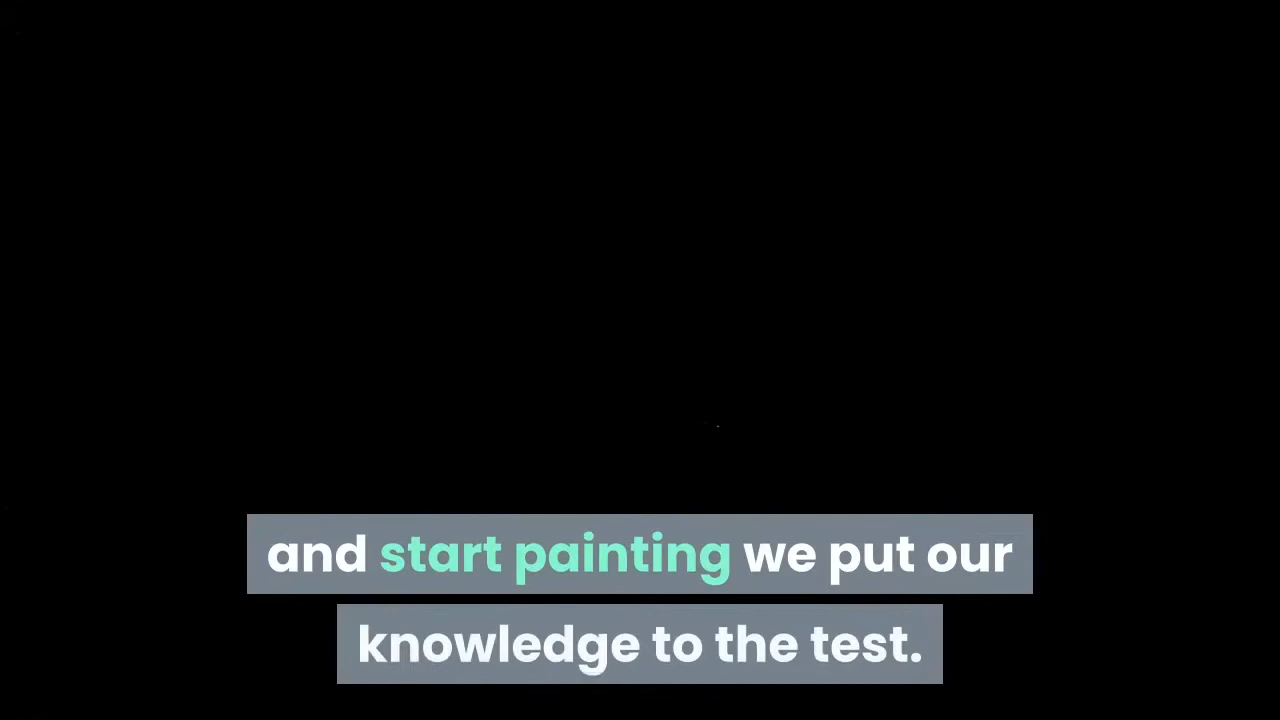 and start painting we put our
knowledge to the test.